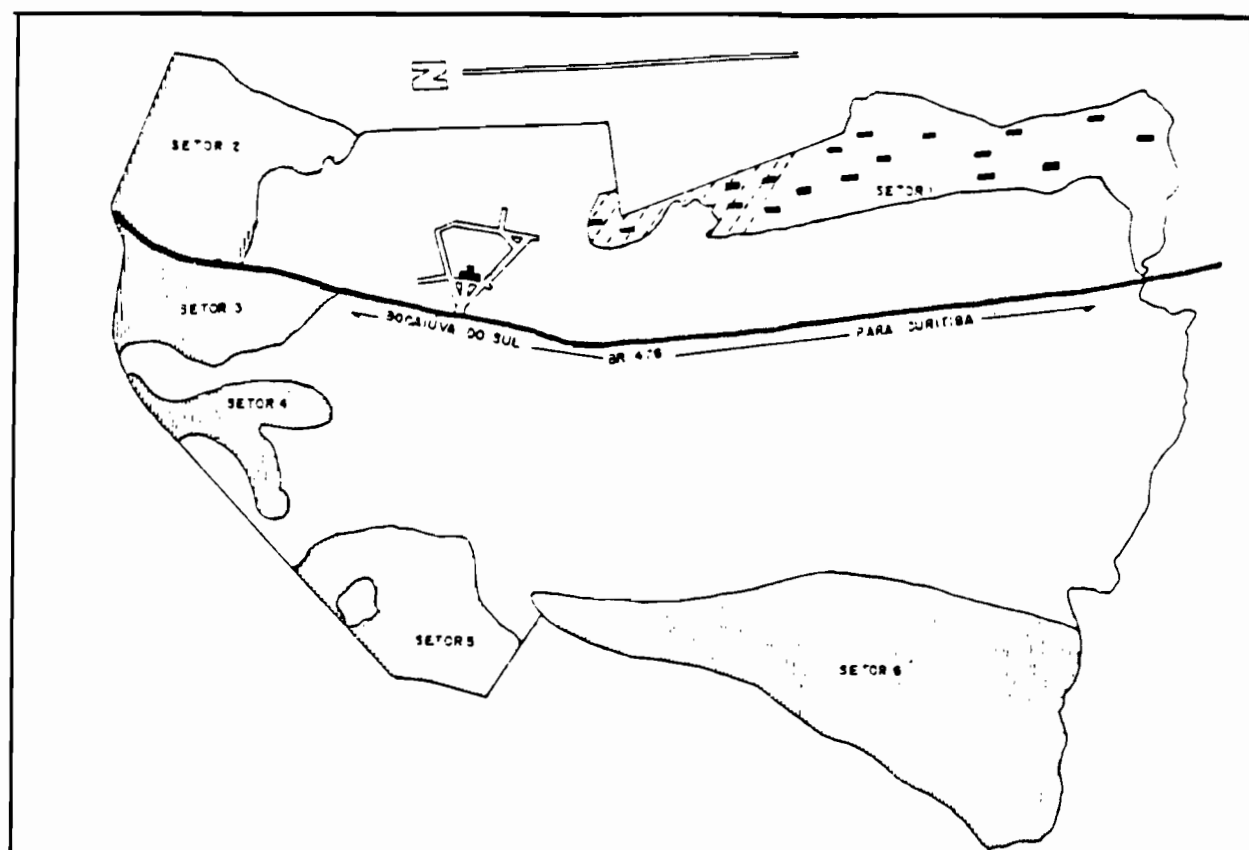 N
SETOR 2
SETOR 1
SETOR 3
BOCAIUVA DO SUL
BR 476
PARA CURITIBA
SETOR 4
SETOR 5
SETOR 6